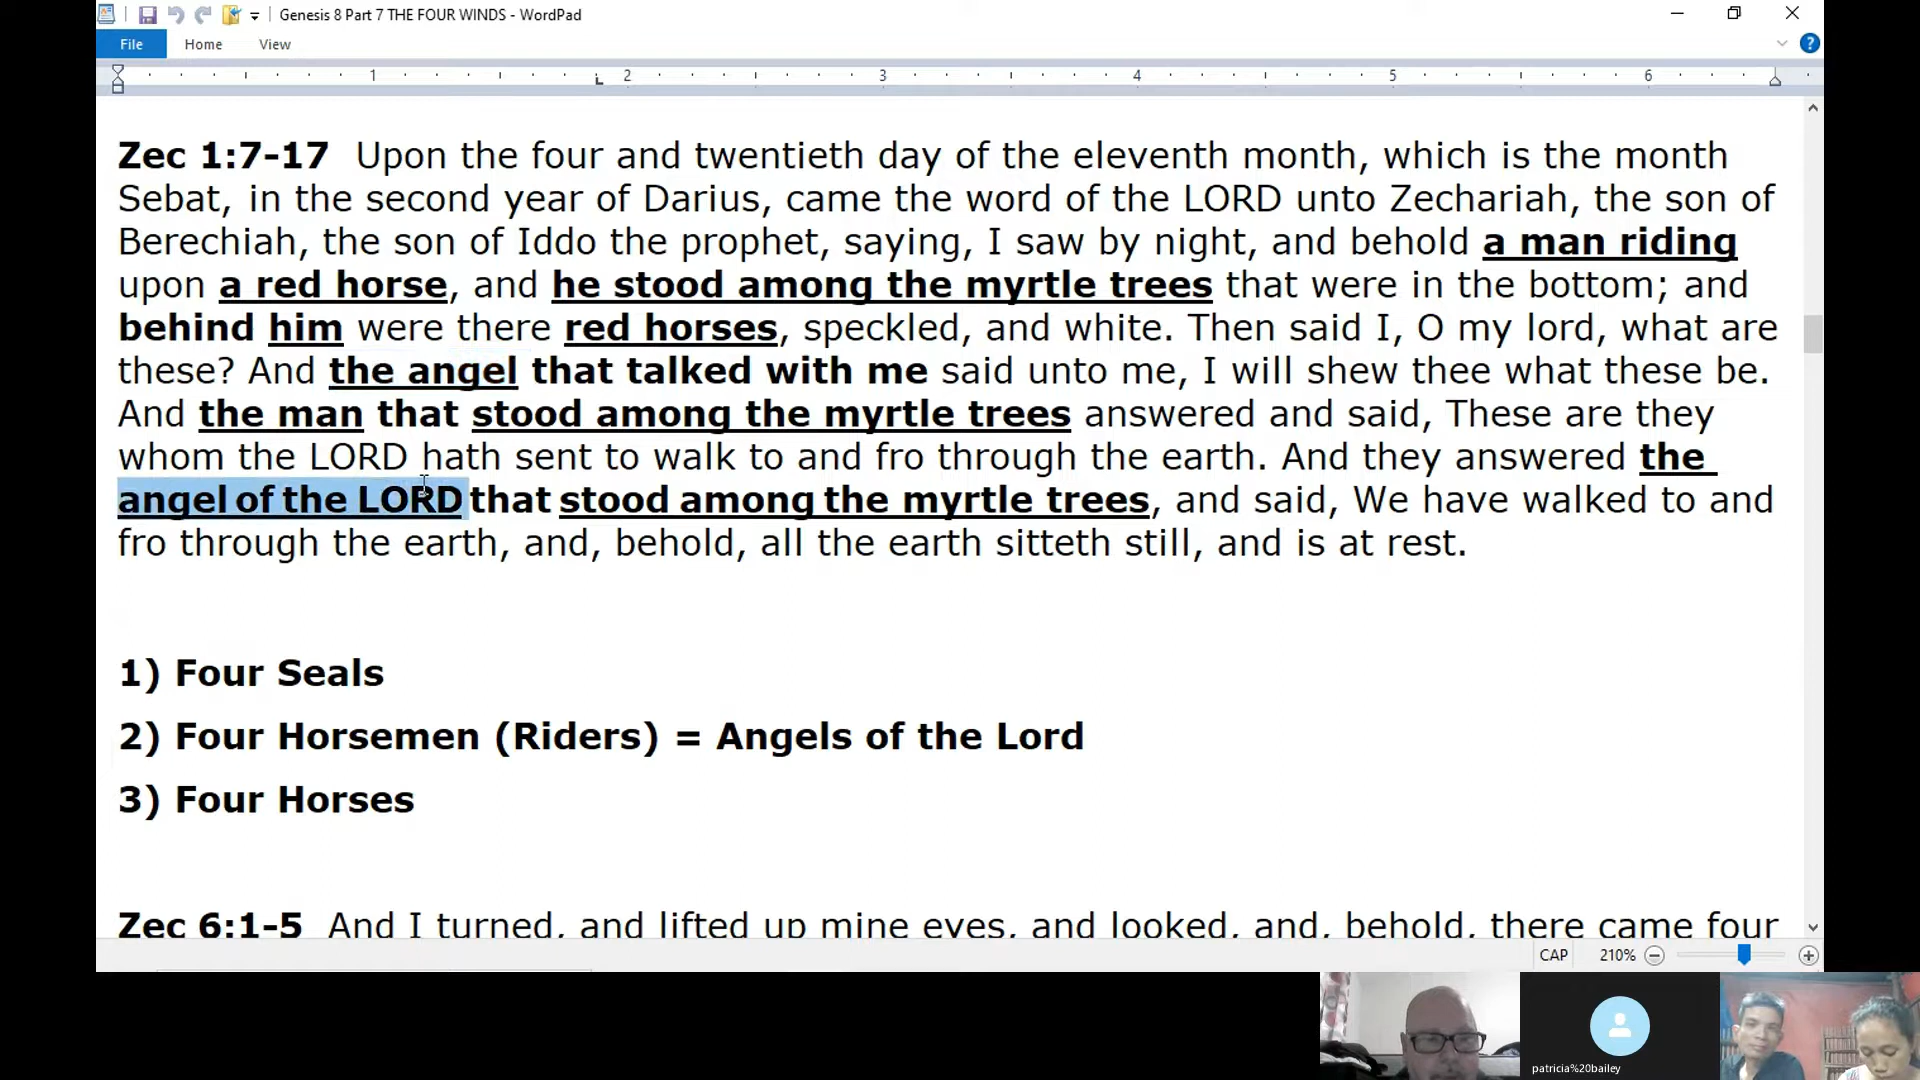 Genesis 8 Part 7 THE FOUR WINDS - WordPad
File Home View
1 2 3 4 5 6
Zec 1:7-17 Upon the four and twentieth day of the eleventh month, which is the month
Sebat, in the second year of Darius, came the word of the LORD unto Zechariah, the son of
Berechiah, the son of Iddo the prophet, saying, I saw by night, and behold a man riding
upon a red horse, and he stood among the myrtle trees that were in the bottom; and
behind him were there red horses, speckled, and white. Then said I, O my lord, what are
these? And the angel that talked with me said unto me, I will shew thee what these be.
And the man that stood among the myrtle trees answered and said, These are they
whom the LORD hath sent to walk to and fro through the earth. And they answered the
angel of the LORD that stood among the myrtle trees, and said, We have walked to and
fro through the earth, and, behold, all the earth sitteth still, and is at rest.
1) Four Seals
2) Four Horsemen (Riders) = Angels of the Lord
3) Four Horses
Zec 6:1-5 And I turned, and lifted up mine eyes, and looked, and, behold, there came four
CAP 210%
patricia%20bailey